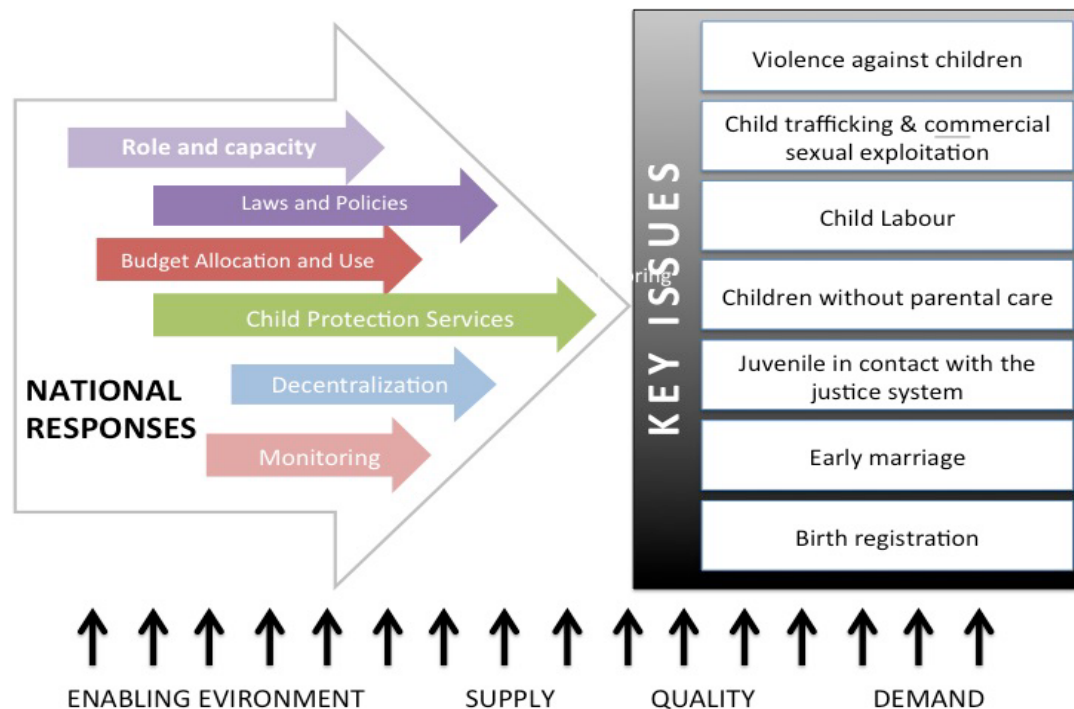 Role and capacity
Laws and Policies
Budget Allocation and Use
Child Protection Services
Decentralization
Monitoring
NATIONAL
RESPONSES
KEY ISSUES
Violence against children
Child trafficking & commercial
sexual exploitation
Child Labour
Children without parental care
Juvenile in contact with the
justice system
Early marriage
Birth registration
ENABLING EVIRONMENT
SUPPLY
QUALITY
DEMAND